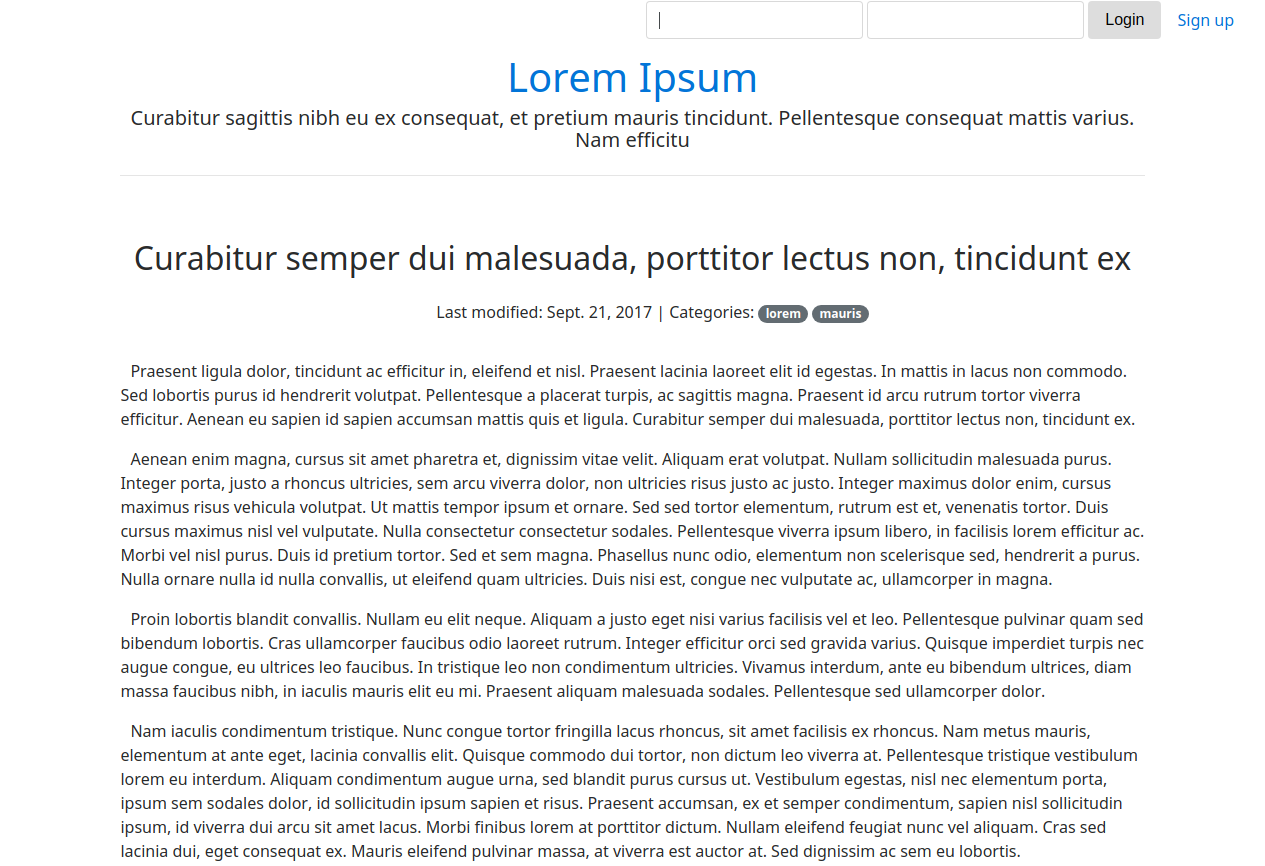 Login Sign up
Lorem Ipsum
Curabitur sagittis nibh eu ex consequat, et pretium mauris tincidunt. Pellentesque consequat mattis varius.
Nam efficitu
Curabitur semper dui malesuada, porttitor lectus non, tincidunt ex
Last modified: Sept. 21, 2017 | Categories: lorem mauris
Praesent ligula dolor, tincidunt ac efficitur in, eleifend et nisl. Praesent lacinia laoreet elit id egestas. In mattis in lacus non commodo.
Sed lobortis purus id hendrerit volutpat. Pellentesque a placerat turpis, ac sagittis magna. Praesent id arcu rutrum tortor viverra
efficitur. Aenean eu sapien id sapien accumsan mattis quis et ligula. Curabitur semper dui malesuada, porttitor lectus non, tincidunt ex.
Aenean enim magna, cursus sit amet pharetra et, dignissim vitae velit. Aliquam erat volutpat. Nullam sollicitudin malesuada purus.
Integer porta, justo a rhoncus ultricies, sem arcu viverra dolor, non ultricies risus justo ac justo. Integer maximus dolor enim, cursus
maximus risus vehicula volutpat. Ut mattis tempor ipsum et ornare. Sed sed tortor elementum, rutrum est et, venenatis tortor. Duis
cursus maximus nisl vel vulputate. Nulla consectetur consectetur sodales. Pellentesque viverra ipsum libero, in facilisis lorem efficitur ac.
Morbi vel nisl purus. Duis id pretium tortor. Sed et sem magna. Phasellus nunc odio, elementum non scelerisque sed, hendrerit a purus.
Nulla ornare nulla id nulla convallis, ut eleifend quam ultricies. Duis nisi est, congue nec vulputate ac, ullamcorper in magna.
Proin lobortis blandit convallis. Nullam eu elit neque. Aliquam a justo eget nisi varius facilisis vel et leo. Pellentesque pulvinar quam sed
bibendum lobortis. Cras ullamcorper faucibus odio laoreet rutrum. Integer efficitur orci sed gravida varius. Quisque imperdiet turpis nec
augue congue, eu ultrices leo faucibus. In tristique leo non condimentum ultricies. Vivamus interdum, ante eu bibendum ultrices, diam
massa faucibus nibh, in iaculis mauris elit eu mi. Praesent aliquam malesuada sodales. Pellentesque sed ullamcorper dolor.
Nam iaculis condimentum tristique. Nunc congue tortor fringilla lacus rhoncus, sit amet facilisis ex rhoncus. Nam metus mauris,
elementum at ante eget, lacinia convallis elit. Quisque commodo dui tortor, non dictum leo viverra at. Pellentesque tristique vestibulum
lorem eu interdum. Aliquam condimentum augue urna, sed blandit purus cursus ut. Vestibulum egestas, nisl nec elementum porta,
ipsum sem sodales dolor, id sollicitudin ipsum sapien et risus. Praesent accumsan, ex et semper condimentum, sapien nisl sollicitudin
ipsum, id viverra dui arcu sit amet lacus. Morbi finibus lorem at porttitor dictum. Nullam eleifend feugiat nunc vel aliquam. Cras sed
lacinia dui, eget consequat ex. Mauris eleifend pulvinar massa, at viverra est auctor at. Sed dignissim ac sem eu lobortis.